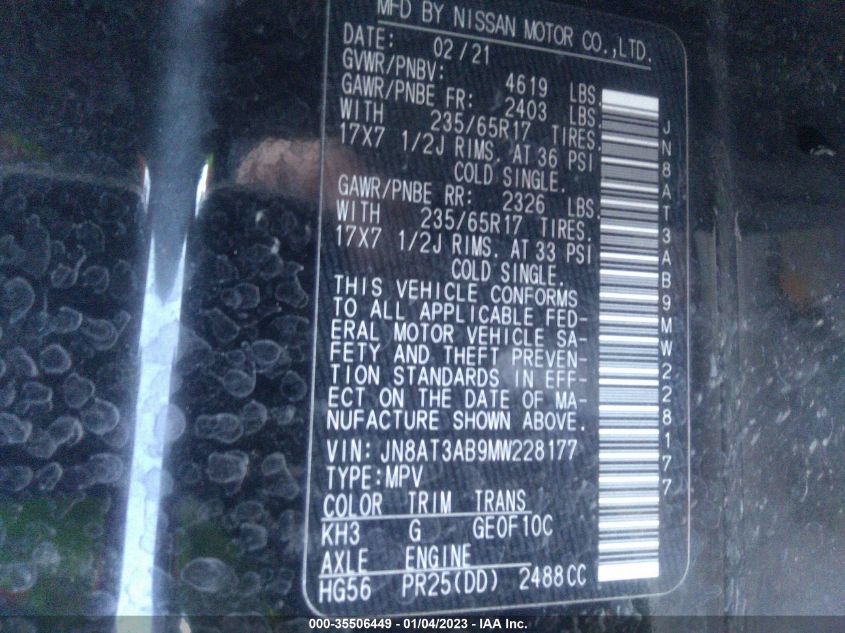 MFD BY NISSAN MOTOR CO.,LTD.
DATE: 02/21
GVWR/PNBV: 4619 LBS.
GAWR/PNBE FR: 2403 LBS.
WITH 235/65R17 TIRES.
17X7 1/2J RIMS. AT 36 PSI
COLD SINGLE.
GAWR/PNBE RR: 2326 LBS.
WITH 235/65R17 TIRES.
17X7 1/2J RIMS. AT 33 PSI
COLD SINGLE.
THIS VEHICLE CONFORMS
TO ALL APPLICABLE FED-
ERAL MOTOR VEHICLE SA-
FETY AND THEFT PREVEN-
TION STANDARDS IN EFF-
ECT ON THE DATE OF MA-
NUFACTURE SHOWN ABOVE.
VIN: JN8AT3AB9MW228177
TYPE:MPV
COLOR TRIM TRANS
KH3 G GE0F10C
AXLE ENGINE
HG56 PR25(DD) 2488CC
JN8AT3AB9MW228177
000-35506449 - 01/04/2023 - IAA Inc.